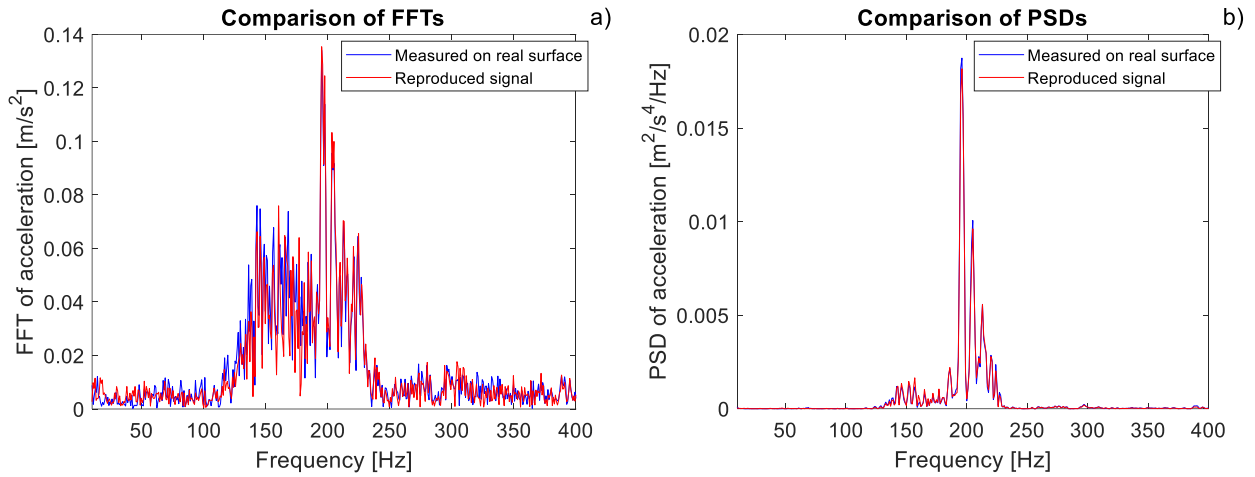 Comparison of FFTs
a)
0.14
0.12
0.1
0.08
0.06
0.04
0.02
0
FFT of acceleration [m/s²]
Measured on real surface
Reproduced signal
50
100
150
200
250
300
350
400
Frequency [Hz]
Comparison of PSDs
b)
0.02
0.015
0.01
0.005
0
PSD of acceleration [m²/s⁴/Hz]
Measured on real surface
Reproduced signal
50
100
150
200
250
300
350
400
Frequency [Hz]